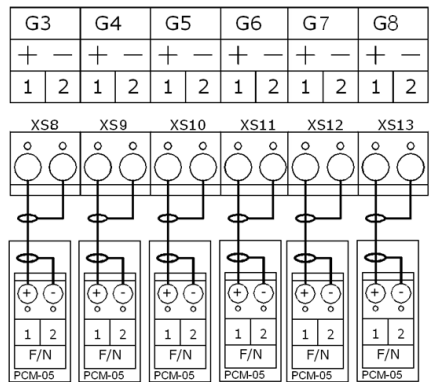 G3 G4 G5 G6 G7 G8
+ − + − + − + − + − + −
1 2 1 2 1 2 1 2 1 2 1 2
XS8 XS9 XS10 XS11 XS12 XS13
+ - + - + - + - + - + -
1 2 1 2 1 2 1 2 1 2 1 2
F/N F/N F/N F/N F/N F/N
PCM-05 PCM-05 PCM-05 PCM-05 PCM-05 PCM-05